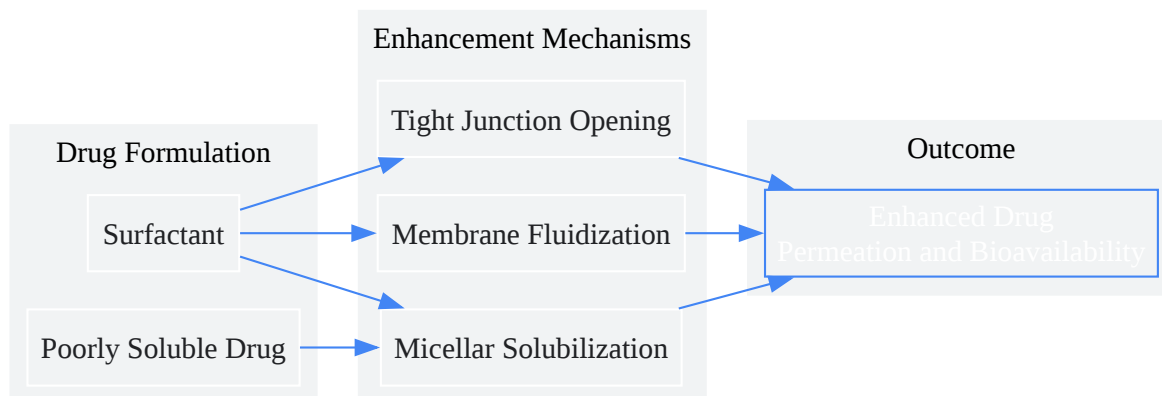 Drug Formulation
Surfactant
Poorly Soluble Drug
Enhancement Mechanisms
Tight Junction Opening
Membrane Fluidization
Micellar Solubilization
Outcome
Enhanced Drug
Permeation and Bioavailability